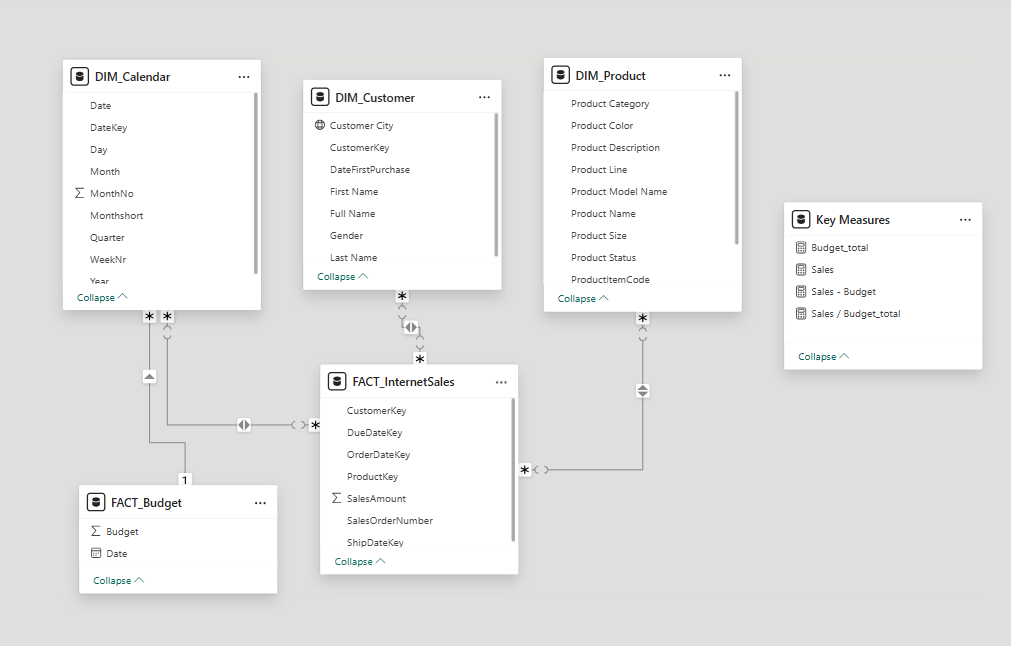 DIM_Calendar
Date
DateKey
Day
Month
MonthNo
Monthshort
Quarter
WeekNr
Year
Collapse
DIM_Customer
Customer City
CustomerKey
DateFirstPurchase
First Name
Full Name
Gender
Last Name
Collapse
DIM_Product
Product Category
Product Color
Product Description
Product Line
Product Model Name
Product Name
Product Size
Product Status
ProductItemCode
Collapse
Key Measures
Budget_total
Sales
Sales - Budget
Sales / Budget_total
Collapse
* *
*
*
*
FACT_InternetSales
CustomerKey
DueDateKey
OrderDateKey
ProductKey
SalesAmount
SalesOrderNumber
ShipDateKey
Collapse
*
*
1
FACT_Budget
Budget
Date
Collapse